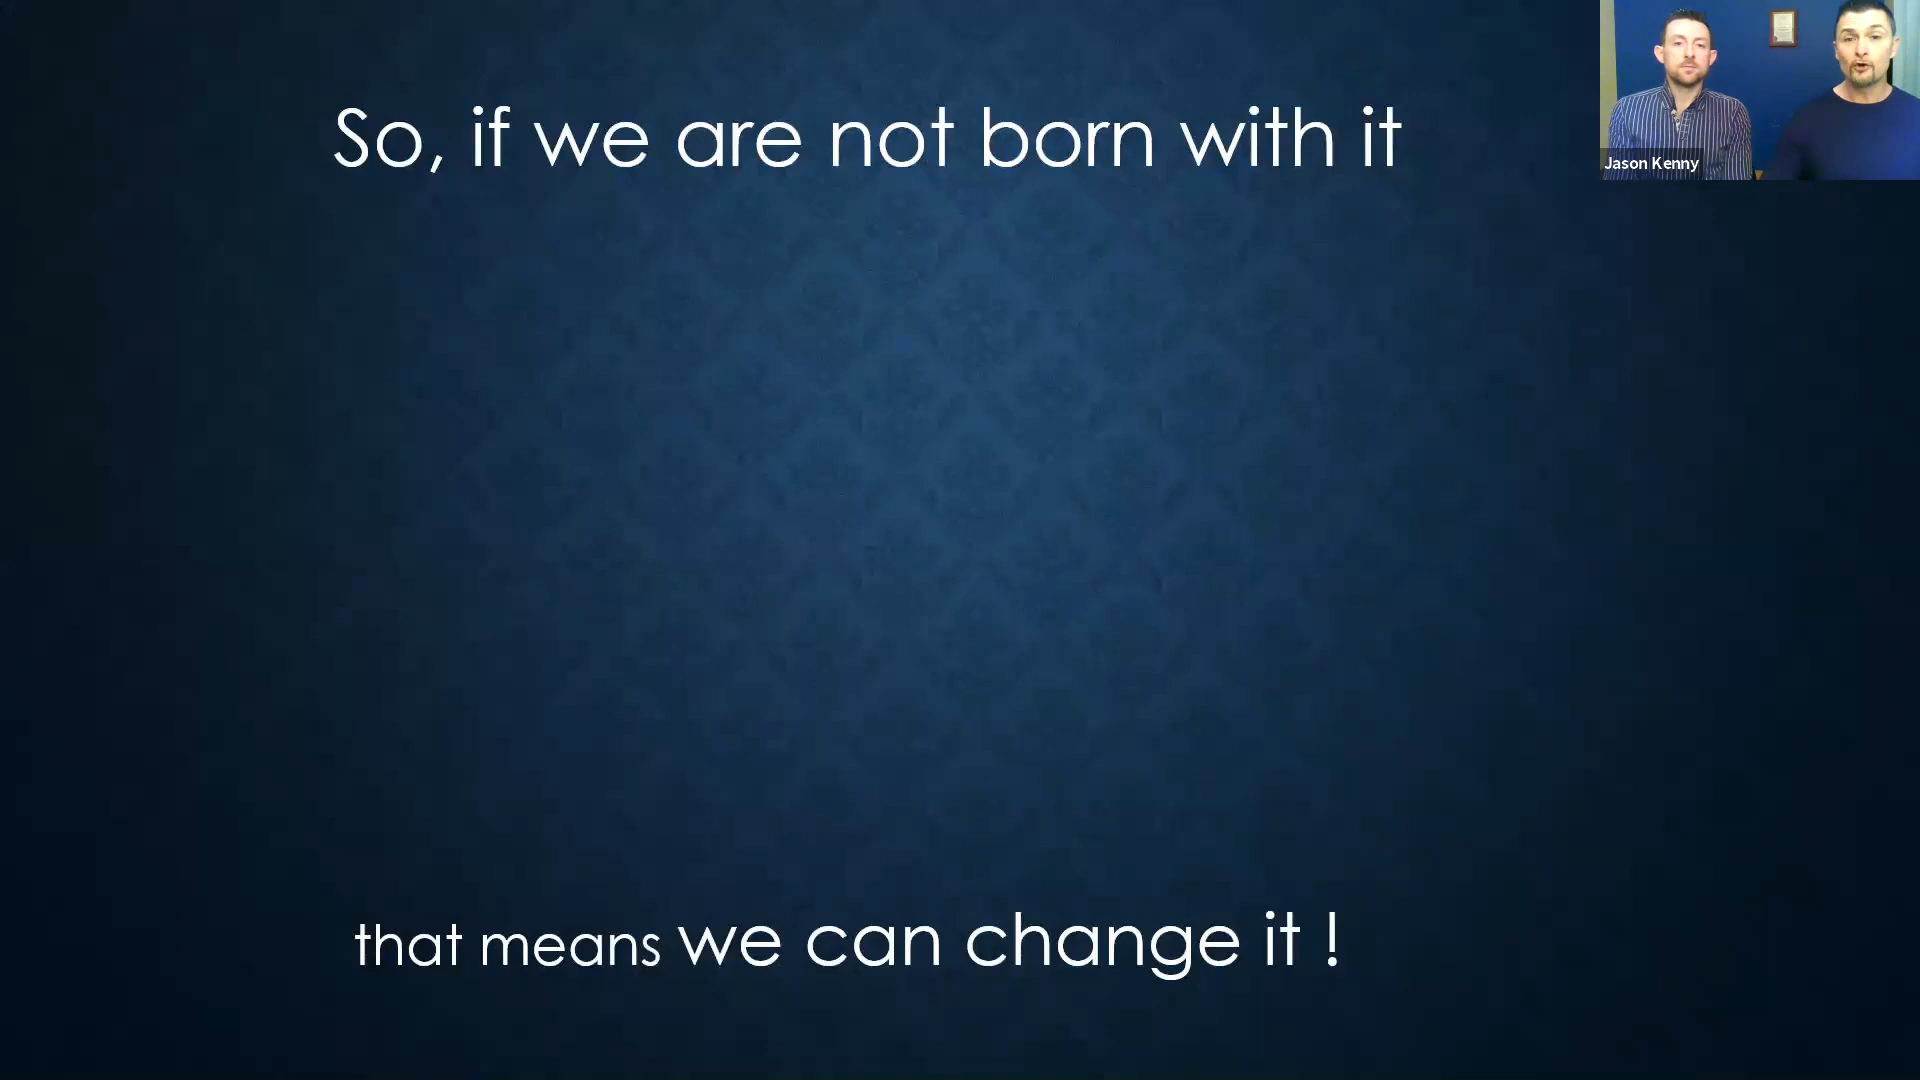 So, if we are not born with it
Jason Kenny
that means we can change it !